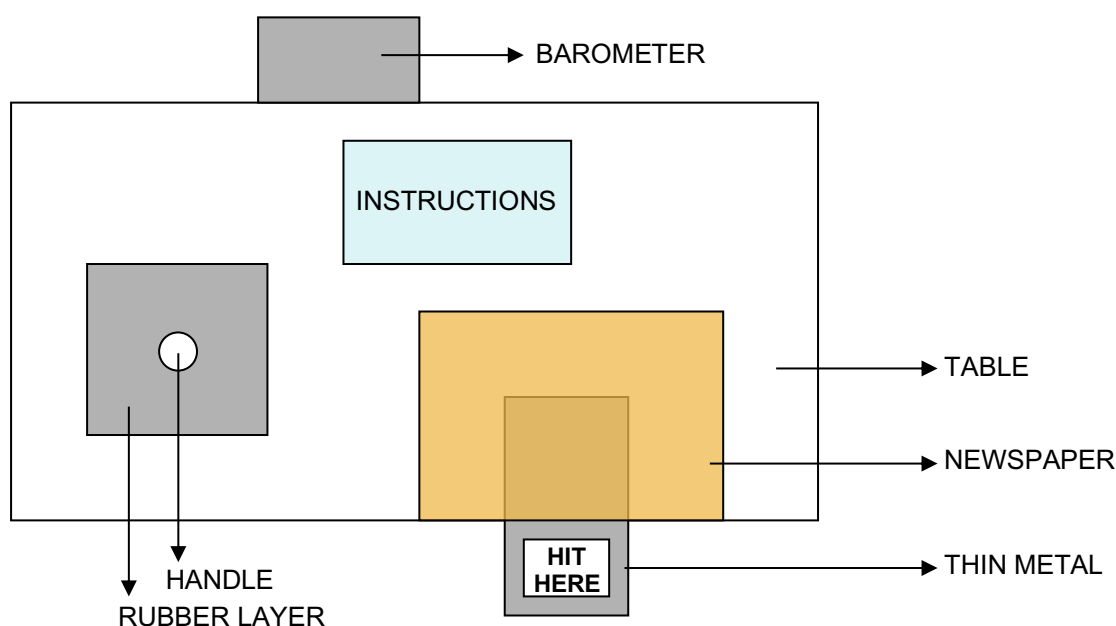 BAROMETER
INSTRUCTIONS
TABLE
NEWSPAPER
HIT
HERE
THIN METAL
HANDLE
RUBBER LAYER